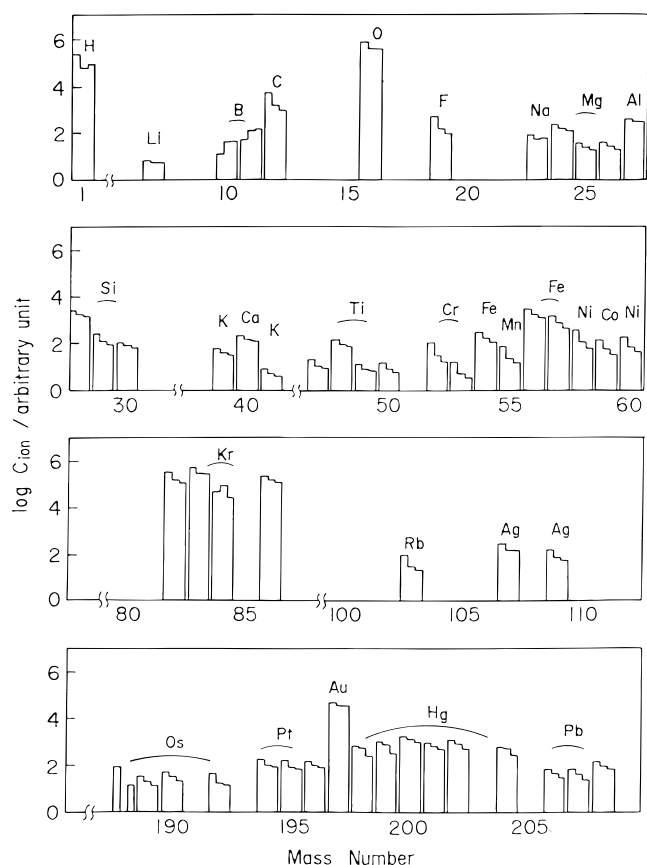 6
4
2
0
H
Li
B
C
O
F
Na
Mg
Al
1
10
15
20
25
6
4
2
0
Si
K
Ca
K
Ti
Cr
Fe
Mn
Fe
Ni
Co
Ni
30
40
50
55
60
log Cion / arbitrary unit
6
4
2
0
Kr
Rb
Ag
Ag
80
85
100
105
110
6
4
2
0
Os
Pt
Au
Hg
Pb
190
195
200
205
Mass Number